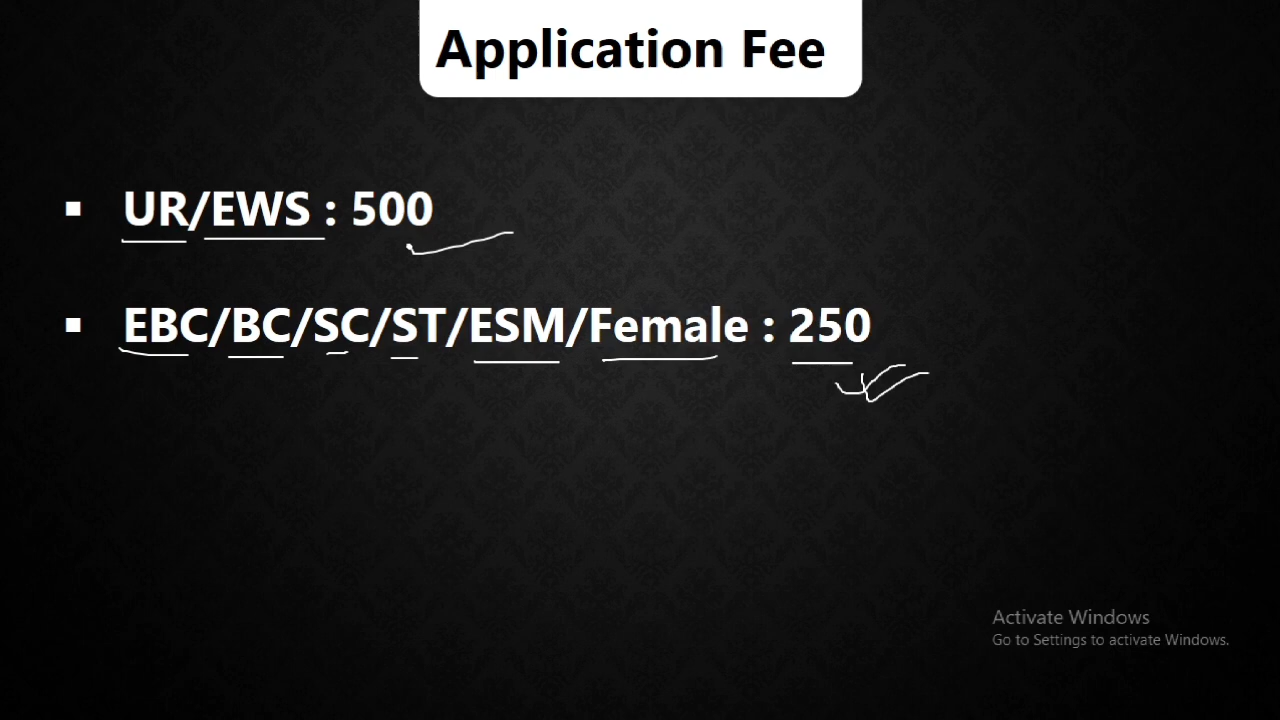 Application Fee
▪ UR/EWS : 500
▪ EBC/BC/SC/ST/ESM/Female : 250
Activate Windows
Go to Settings to activate Windows.